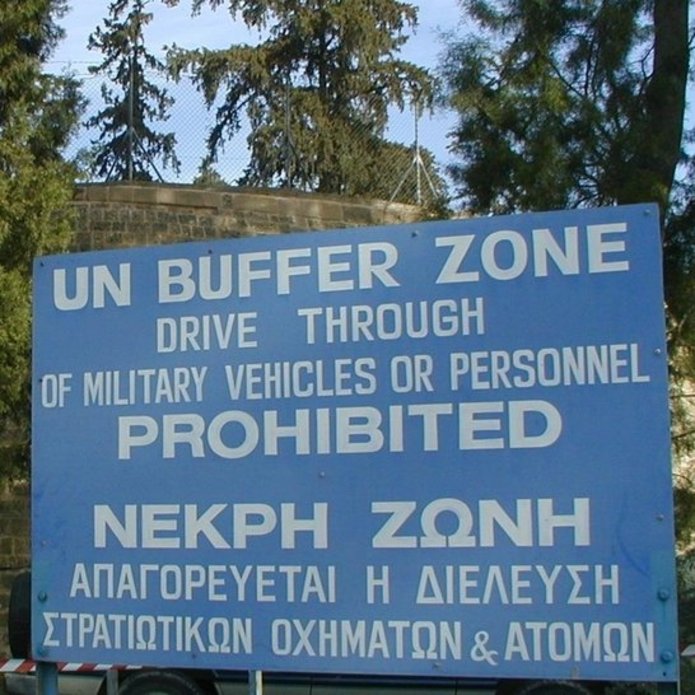 UN BUFFER ZONE
DRIVE THROUGH
OF MILITARY VEHICLES OR PERSONNEL
PROHIBITED
ΝΕΚΡΗ ΖΩΝΗ
ΑΠΑΓΟΡΕΥΕΤΑΙ Η ΔΙΕΛΕΥΣΗ
ΣΤΡΑΤΙΩΤΙΚΩΝ ΟΧΗΜΑΤΩΝ & ΑΤΟΜΩΝ